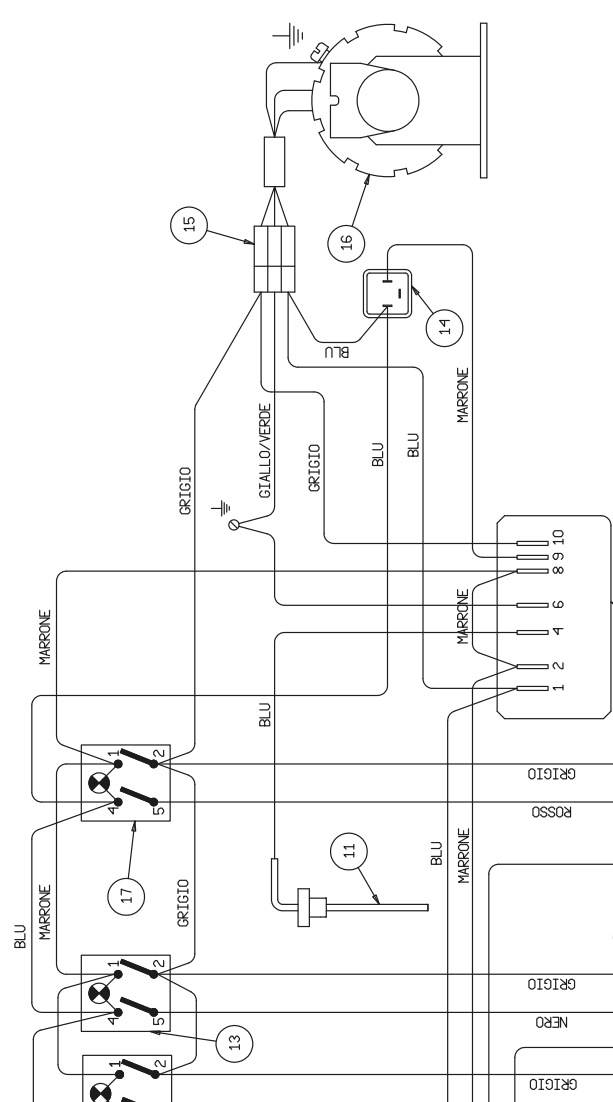 15
16
14
BLU
MARRONE
GIALLO/VERDE
GRIGIO
GRIGIO
BLU
BLU
10
9
8
6
4
2
1
MARRONE
MARRONE
BLU
1
2
4
5
GRIGIO
ROSSO
17
11
BLU
MARRONE
BLU
MARRONE
GRIGIO
1
2
4
5
GRIGIO
NERO
13
1
2
GRIGIO